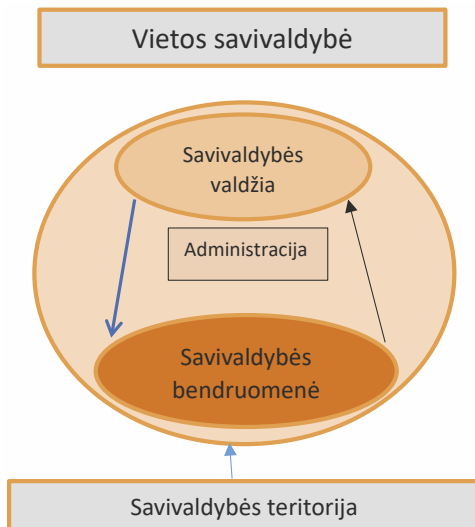 Vietos savivaldybė
Savivaldybės
valdžia
Administracija
Savivaldybės
bendruomenė
Savivaldybės teritorija